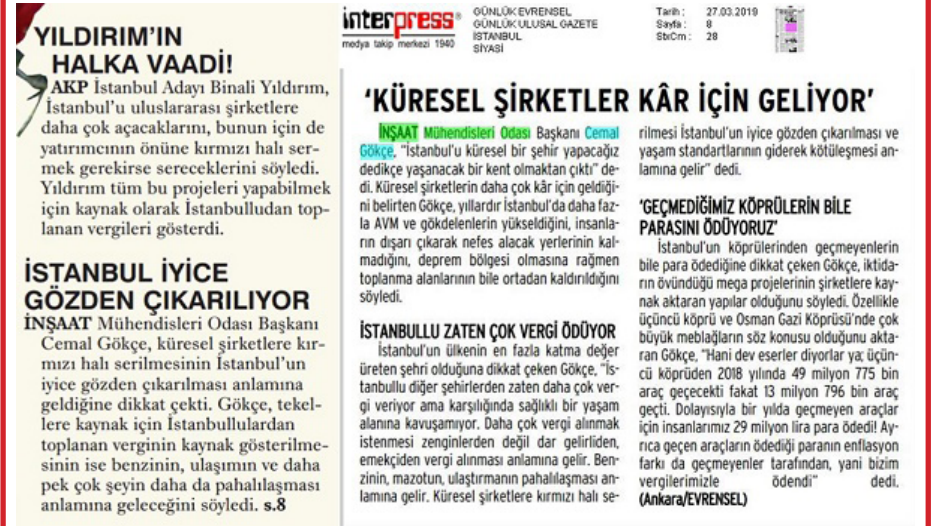 YILDIRIM'IN
HALKA VAADİ!
AKP İstanbul Adayı Binali Yıldırım,
İstanbul'u uluslararası şirketlere
daha çok açacaklarını, bunun için de
yatırımcının önüne kırmızı halı ser-
mek gerekirse sereceklerini söyledi.
Yıldırım tüm bu projeleri yapabilmek
için kaynak olarak İstanbulludan top-
lanan vergileri gösterdi.
İSTANBUL İYİCE
GÖZDEN ÇIKARILIYOR
İNŞAAT Mühendisleri Odası Başkanı
Cemal Gökçe, küresel şirketlere kır-
mızı halı serilmesinin İstanbul'un
iyice gözden çıkarılması anlamına
geldiğine dikkat çekti. Gökçe, tekel-
lere kaynak için İstanbullulardan
toplanan verginin kaynak gösterilme-
sinin ise benzinin, ulaşımın ve daha
pek çok şeyin daha da pahalılaşması
anlamına geleceğini söyledi. s.8
interpress
medya takip merkezi 1940
GÜNLÜK EVRENSEL
GÜNLÜK ULUSAL GAZETE
İSTANBUL
SİYASİ
Tarih : 27.03.2019
Sayfa : 8
StxCm : 28
'KÜRESEL ŞİRKETLER KÂR İÇİN GELİYOR'
İNŞAAT Mühendisleri Odası Başkanı Cemal
Gökçe, "İstanbul'u küresel bir şehir yapacağız
dedikçe yaşanacak bir kent olmaktan çıktı" de-
di. Küresel şirketlerin daha çok kâr için geldiği-
ni belirten Gökçe, yıllardır İstanbul'da daha faz-
la AVM ve gökdelenlerin yükseldiğini, insanla-
rın dışarı çıkarak nefes alacak yerlerinin kal-
madığını, deprem bölgesi olmasına rağmen
toplanma alanlarının bile ortadan kaldırıldığını
söyledi.
İSTANBULLU ZATEN ÇOK VERGİ ÖDÜYOR
İstanbul'un ülkenin en fazla katma değer
üreten şehri olduğuna dikkat çeken Gökçe, "İs-
tanbullu diğer şehirlerden zaten daha çok ver-
gi veriyor ama karşılığında sağlıklı bir yaşam
alanına kavuşamıyor. Daha çok vergi alınmak
istenmesi zenginlerden değil dar gelirliden,
emekçiden vergi alınması anlamına gelir. Ben-
zinin, mazotun, ulaştırmanın pahalılaşması an-
lamına gelir. Küresel şirketlere kırmızı halı se-
rilmesi İstanbul'un iyice gözden çıkarılması ve
yaşam standartlarının giderek kötüleşmesi an-
lamına gelir" dedi.
'GEÇMEDİĞİMİZ KÖPRÜLERİN BİLE
PARASINI ÖDÜYORUZ'
İstanbul'un köprülerinden geçmeyenlerin
bile para ödediğine dikkat çeken Gökçe, iktida-
rın övündüğü mega projelerinin şirketlere kay-
nak aktaran yapılar olduğunu söyledi. Özellikle
üçüncü köprü ve Osman Gazi Köprüsü'nde çok
büyük meblağların söz konusu olduğunu akta-
ran Gökçe, "Hani dev eserler diyorlar ya; üçün-
cü köprüden 2018 yılında 49 milyon 775 bin
araç geçecekti fakat 13 milyon 796 bin araç
geçti. Dolayısıyla bir yılda geçmeyen araçlar
için insanlarımız 29 milyon lira para ödedi! Ay-
rıca geçen araçların ödediği paranın enflasyon
farkı da geçmeyenler tarafından, yani bizim
vergilerimizle ödendi" dedi.
(Ankara/EVRENSEL)